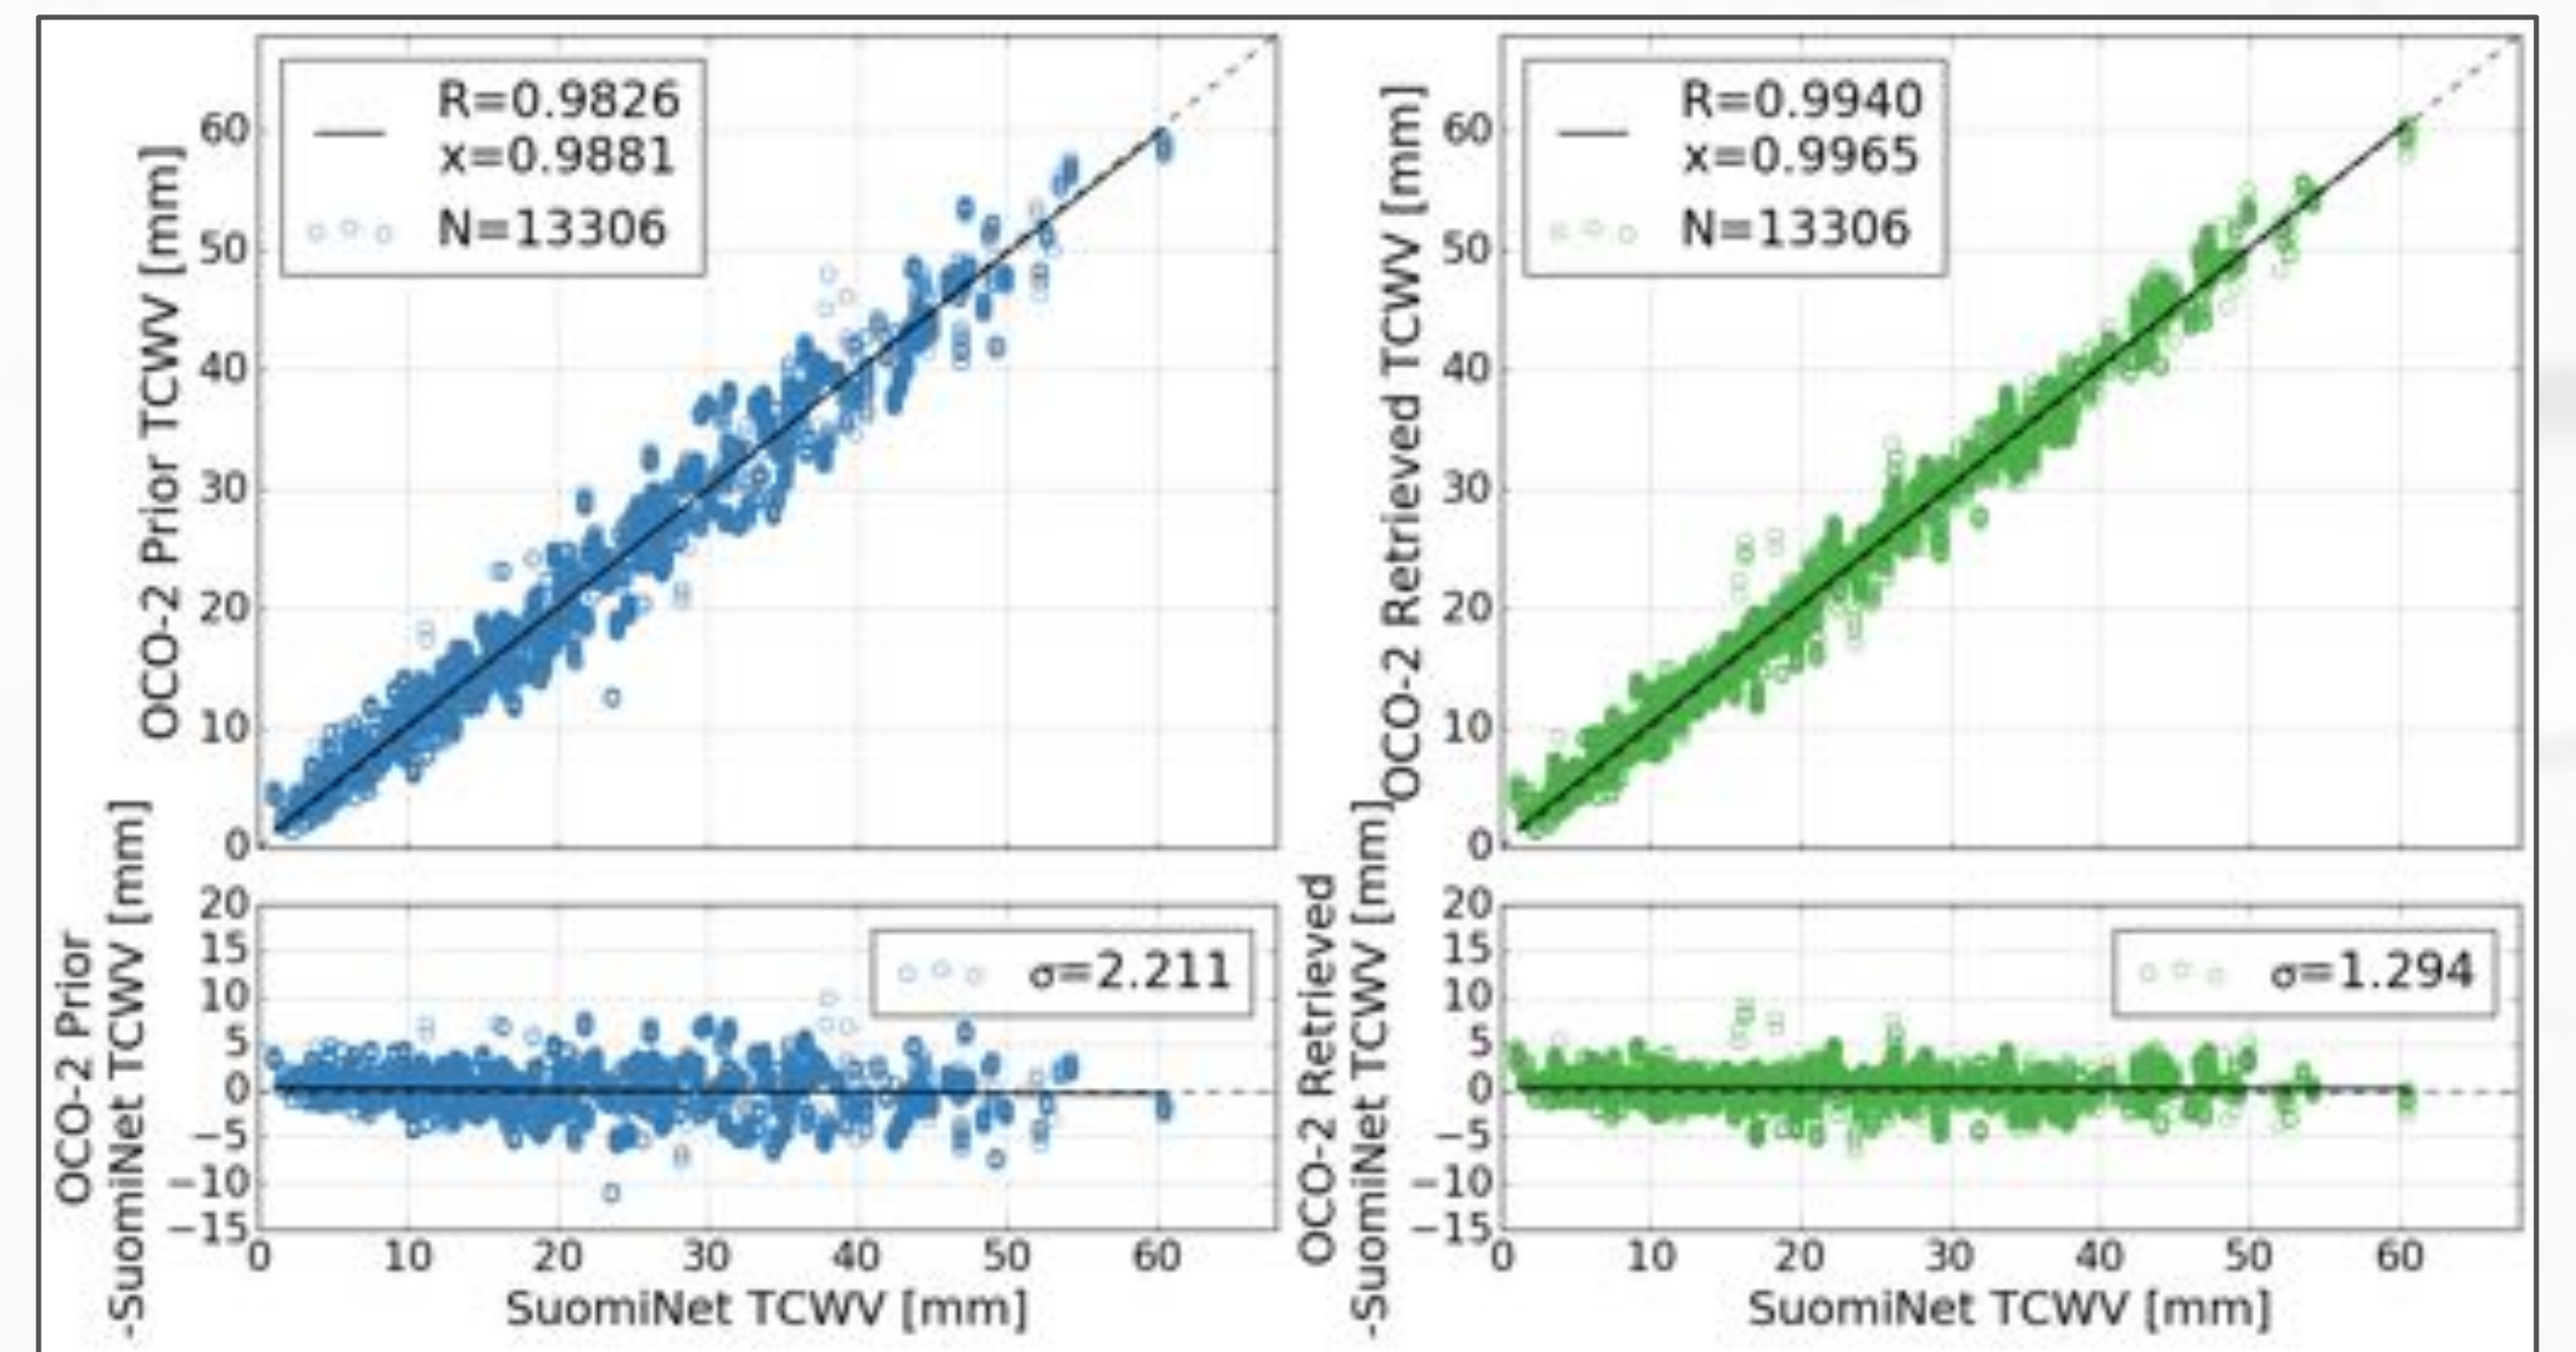 OCO-2 Prior TCWV [mm]
60
50
40
30
20
10
0
R=0.9826
x=0.9881
N=13306
OCO-2 Retrieved TCWV [mm]
60
50
40
30
20
10
0
R=0.9940
x=0.9965
N=13306
OCO-2 Prior
-SuomiNet TCWV [mm]
20
15
10
5
0
−5
−10
−15
σ=2.211
0 10 20 30 40 50 60
SuomiNet TCWV [mm]
OCO-2 Retrieved
-SuomiNet TCWV [mm]
20
15
10
5
0
−5
−10
−15
σ=1.294
0 10 20 30 40 50 60
SuomiNet TCWV [mm]